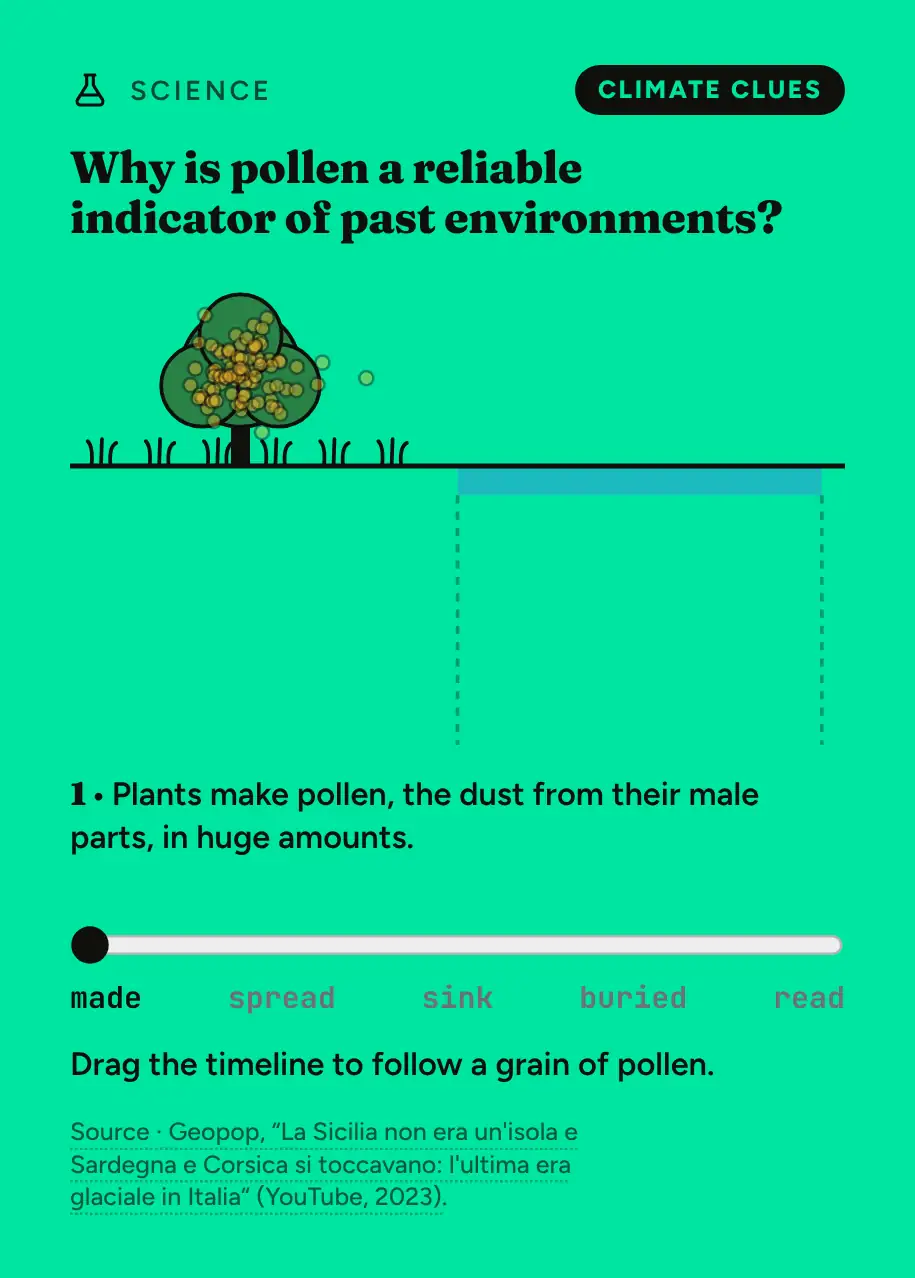 SCIENCE
CLIMATE CLUES
Why is pollen a reliable
indicator of past environments?
1 • Plants make pollen, the dust from their male
parts, in huge amounts.
made spread sink buried read
Drag the timeline to follow a grain of pollen.
Source · Geopop, “La Sicilia non era un'isola e
Sardegna e Corsica si toccavano: l'ultima era
glaciale in Italia” (YouTube, 2023).